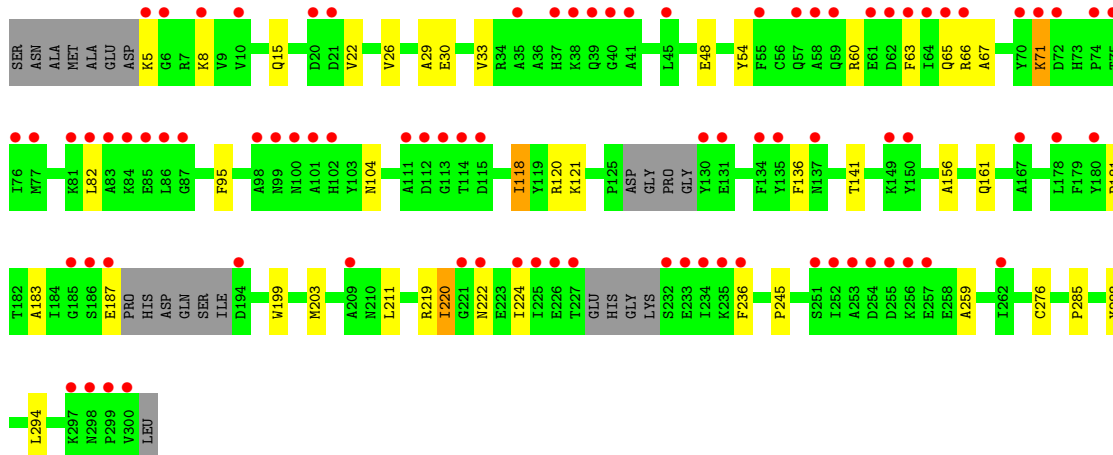 SER ASN ALA MET ALA GLU ASP K5 G6 R7 K8 V9 V10 Q15 D20 D21 V22 V26 A29 E30 V33 R34 A35 A36 H37 K38 Q39 G40 A41 L45 E48 Y54 F55 C56 Q57 A58 Q59 R60 E61 D62 F63 I64 Q65 R66 A67 Y70 K71 D72 H73 P74
I76 M77 K81 L82 A83 K84 E85 L86 G87 F95 A98 N99 N100 A101 H102 Y103 N104 A111 D112 G113 T114 D115 I118 Y119 R120 K121 P125 ASP GLY PRO GLY Y130 E131 F134 Y135 F136 N137 T141 K149 Y150 A156 Q161 A167 L178 F179 Y180
T182 A183 I184 G185 S186 E187 PRO HIS ASP GLN SER ILE D194 W199 M203 A209 N210 L211 R219 I220 G221 N222 E223 I224 I225 E226 T227 GLU HIS GLY LYS S232 E233 I234 K235 F236 P245 S251 I252 A253 D254 D255 K256 E257 E258 A259 I262 C276 P285
L294 K297 N298 P299 V300 LEU